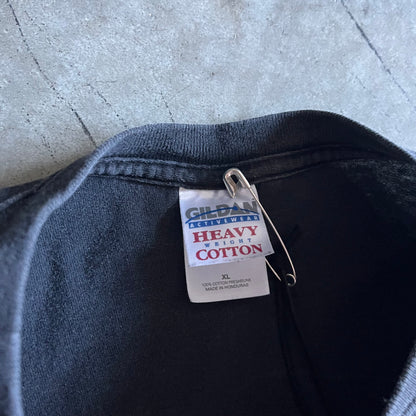 GILDAN
ACTIVEWEAR
HEAVY
WEIGHT
COTTON
XL
100% COTTON PRESHRUNK
MADE IN HONDURAS